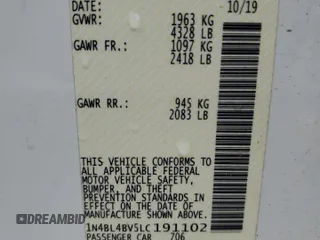 DATE: 10/19
GVWR: 1963 KG
4328 LB
GAWR FR.: 1097 KG
2418 LB
GAWR RR.: 945 KG
2083 LB
THIS VEHICLE CONFORMS TO
ALL APPLICABLE FEDERAL
MOTOR VEHICLE SAFETY,
BUMPER, AND THEFT
PREVENTION STANDARDS IN
EFFECT ON THE DATE OF
MANUFACTURE SHOWN ABOVE.
1N4BL4BV5LC191102
PASSENGER CAR 706
DREAMBID